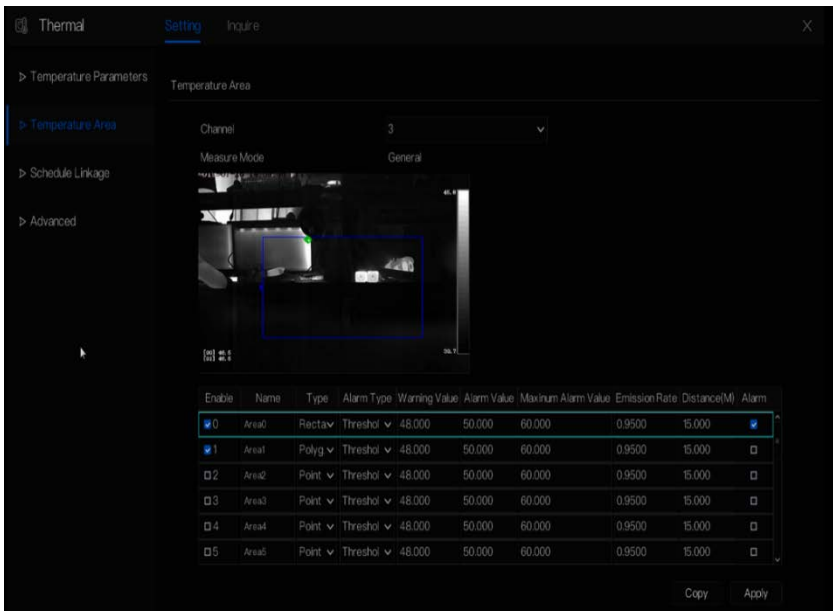 Thermal Setting Inquire X
Temperature Parameters
Temperature Area
Temperature Area
Channel 3
Schedule Linkage
Measure Mode General
Advanced
Enable Name Type Alarm Type Warning Value Alarm Value Maxinum Alarm Value Emission Rate Distance(M) Alarm
0 Area0 Recta Threshol 48.000 50.000 60.000 0.9500 15.000
1 Area1 Polyg Threshol 48.000 50.000 60.000 0.9500 15.000
2 Area2 Point Threshol 48.000 50.000 60.000 0.9500 15.000
3 Area3 Point Threshol 48.000 50.000 60.000 0.9500 15.000
4 Area4 Point Threshol 48.000 50.000 60.000 0.9500 15.000
5 Area5 Point Threshol 48.000 50.000 60.000 0.9500 15.000
Copy Apply